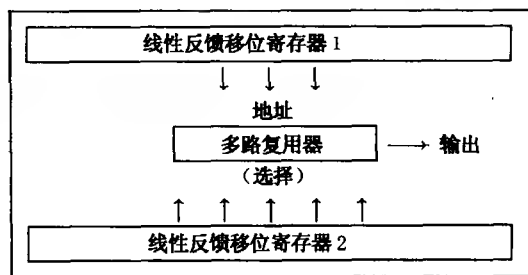 线性反馈移位寄存器1
↓ ↓ ↓
地址
多路复用器 → 输出
(选择)
↑ ↑ ↑ ↑ ↑
线性反馈移位寄存器2